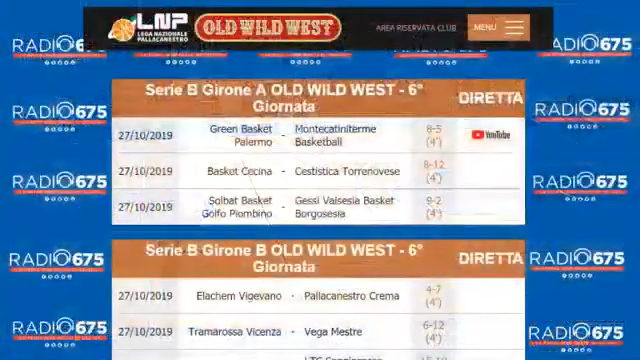 LNP
LEGA NAZIONALE
PALLACANESTRO
OLD WILD WEST
AREA RISERVATA CLUB
MENU
RADIO675
RADIO675
Serie B Girone A OLD WILD WEST - 6°
Giornata
DIRETTA
RADIO675
RADIO675
27/10/2019
Green Basket
Palermo
-
Montecatiniterme
Basketball
8-5
(4')
YouTube
27/10/2019
Basket Cecina
-
Cestistica Torrenovese
8-12
(4')
RADIO675
RADIO675
27/10/2019
Solbat Basket
Golfo Piombino
-
Gessi Valsesia Basket
Borgosesia
9-2
(4')
Serie B Girone B OLD WILD WEST - 6°
Giornata
DIRETTA
RADIO675
RADIO675
27/10/2019
Elachem Vigevano
-
Pallacanestro Crema
4-7
(4')
27/10/2019
Tramarossa Vicenza
-
Vega Mestre
6-12
(4')
RADIO675
RADIO675